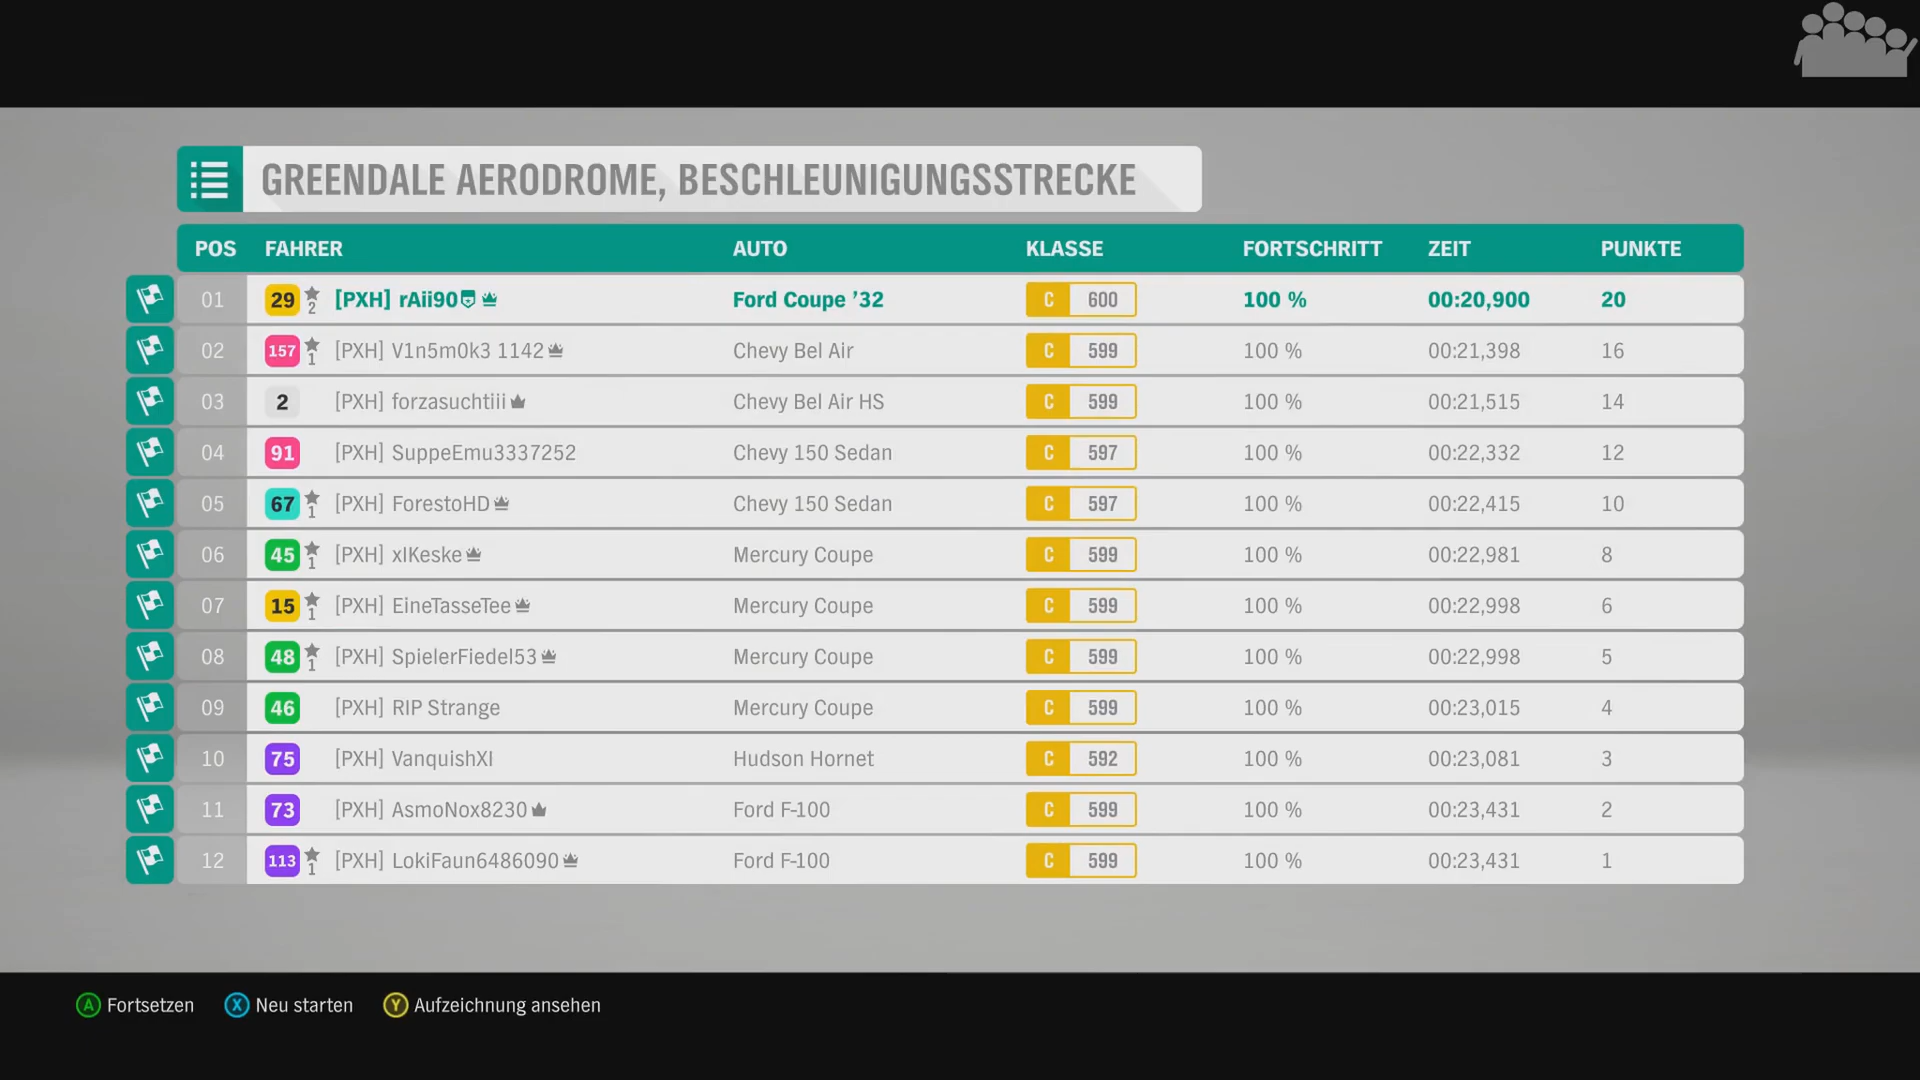 GREENDALE AERODROME, BESCHLEUNIGUNGSSTRECKE
POS FAHRER AUTO KLASSE FORTSCHRITT ZEIT PUNKTE
01 29 2 [PXH] rAii90 Ford Coupe ’32 C 600 100 % 00:20,900 20
02 157 1 [PXH] V1n5m0k3 1142 Chevy Bel Air C 599 100 % 00:21,398 16
03 2 [PXH] forzasuchtiii Chevy Bel Air HS C 599 100 % 00:21,515 14
04 91 [PXH] SuppeEmu3337252 Chevy 150 Sedan C 597 100 % 00:22,332 12
05 67 1 [PXH] ForestoHD Chevy 150 Sedan C 597 100 % 00:22,415 10
06 45 1 [PXH] xIKeske Mercury Coupe C 599 100 % 00:22,981 8
07 15 1 [PXH] EineTasseTee Mercury Coupe C 599 100 % 00:22,998 6
08 48 1 [PXH] SpielerFiedel53 Mercury Coupe C 599 100 % 00:22,998 5
09 46 [PXH] RIP Strange Mercury Coupe C 599 100 % 00:23,015 4
10 75 [PXH] VanquishXI Hudson Hornet C 592 100 % 00:23,081 3
11 73 [PXH] AsmoNox8230 Ford F-100 C 599 100 % 00:23,431 2
12 113 1 [PXH] LokiFaun6486090 Ford F-100 C 599 100 % 00:23,431 1
A Fortsetzen X Neu starten Y Aufzeichnung ansehen